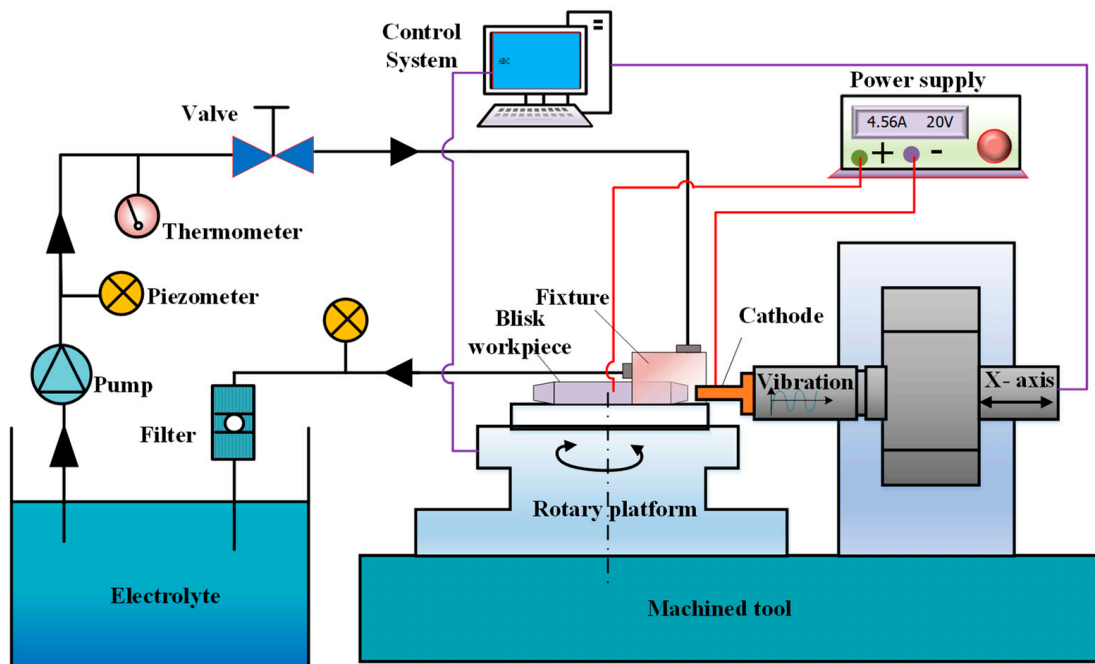 Control
System
ABC
Power supply
4.56A 20V
+ -
Valve
Thermometer
Piezometer
Fixture
Blisk
workpiece
Cathode
Pump
Vibration
X- axis
Filter
Rotary platform
Electrolyte
Machined tool